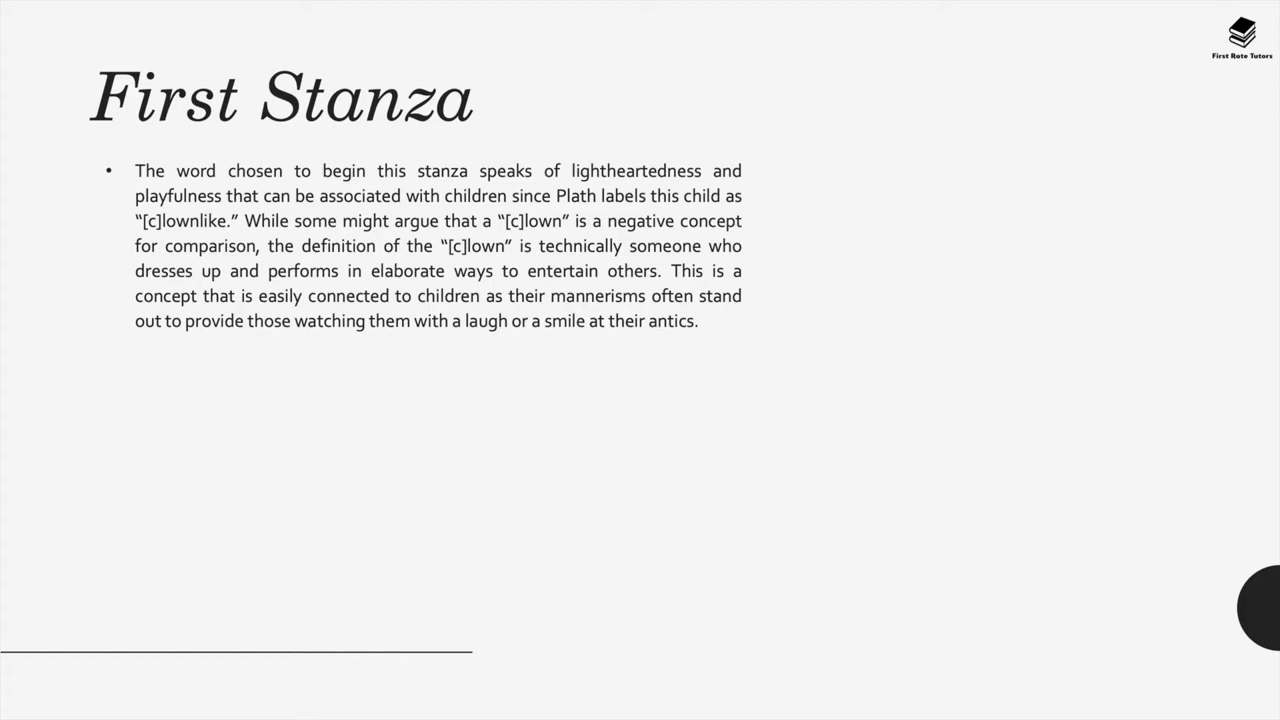 First Rate Tutors
First Stanza
• The word chosen to begin this stanza speaks of lightheartedness and
playfulness that can be associated with children since Plath labels this child as
“[c]lownlike.” While some might argue that a “[c]lown” is a negative concept
for comparison, the definition of the “[c]lown” is technically someone who
dresses up and performs in elaborate ways to entertain others. This is a
concept that is easily connected to children as their mannerisms often stand
out to provide those watching them with a laugh or a smile at their antics.